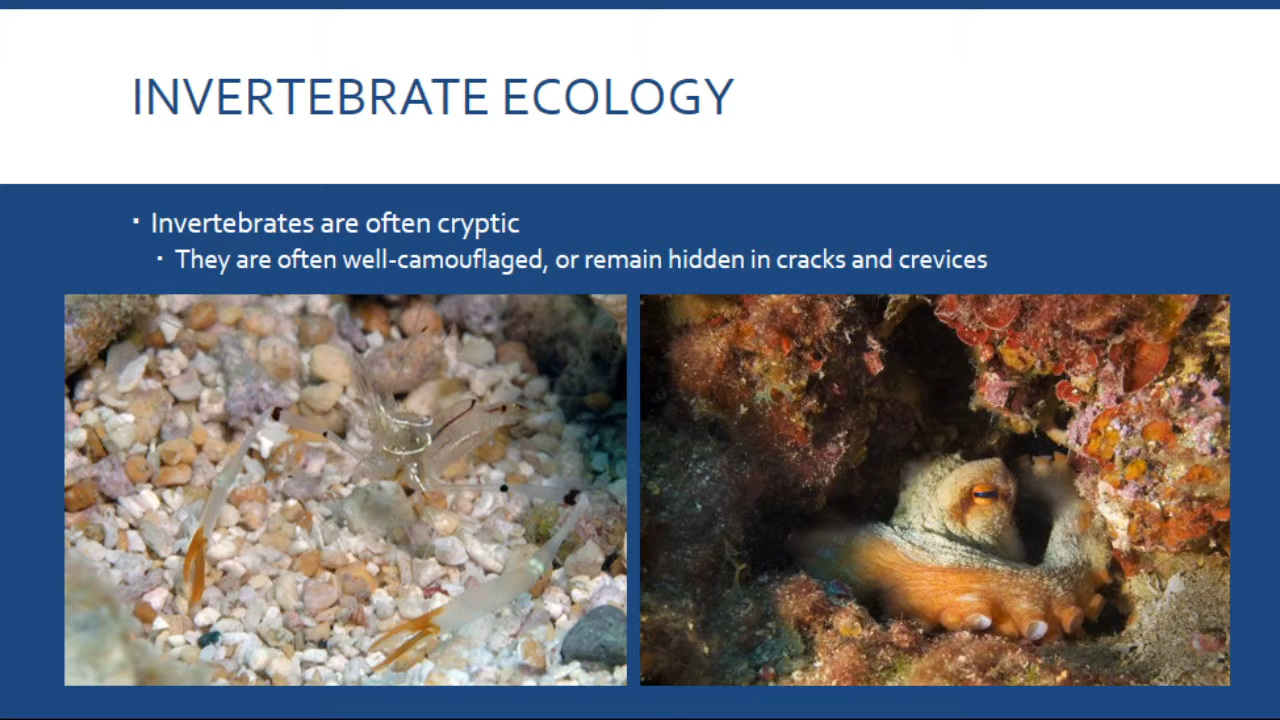 INVERTEBRATE ECOLOGY
▪ Invertebrates are often cryptic
▪ They are often well-camouflaged, or remain hidden in cracks and crevices